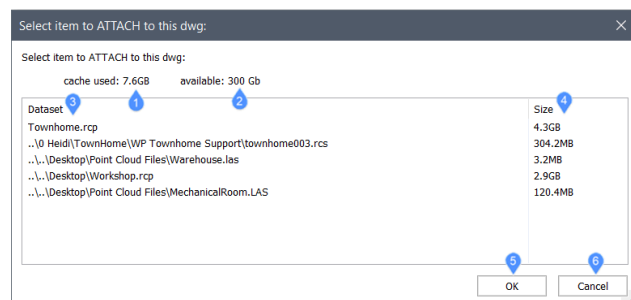 Select item to ATTACH to this dwg:
Select item to ATTACH to this dwg:
cache used: 7.6GB available: 300 Gb
1 2
3 4
Dataset Size
Townhome.rcp 4.3GB
..\0 Heidi\TownHome\WP Townhome Support\townhome003.rcs 304.2MB
..\..\Desktop\Point Cloud Files\Warehouse.las 3.2MB
..\..\Desktop\Workshop.rcp 2.9GB
..\..\Desktop\Point Cloud Files\MechanicalRoom.LAS 120.4MB
5 6
OK Cancel